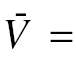 V̄ =